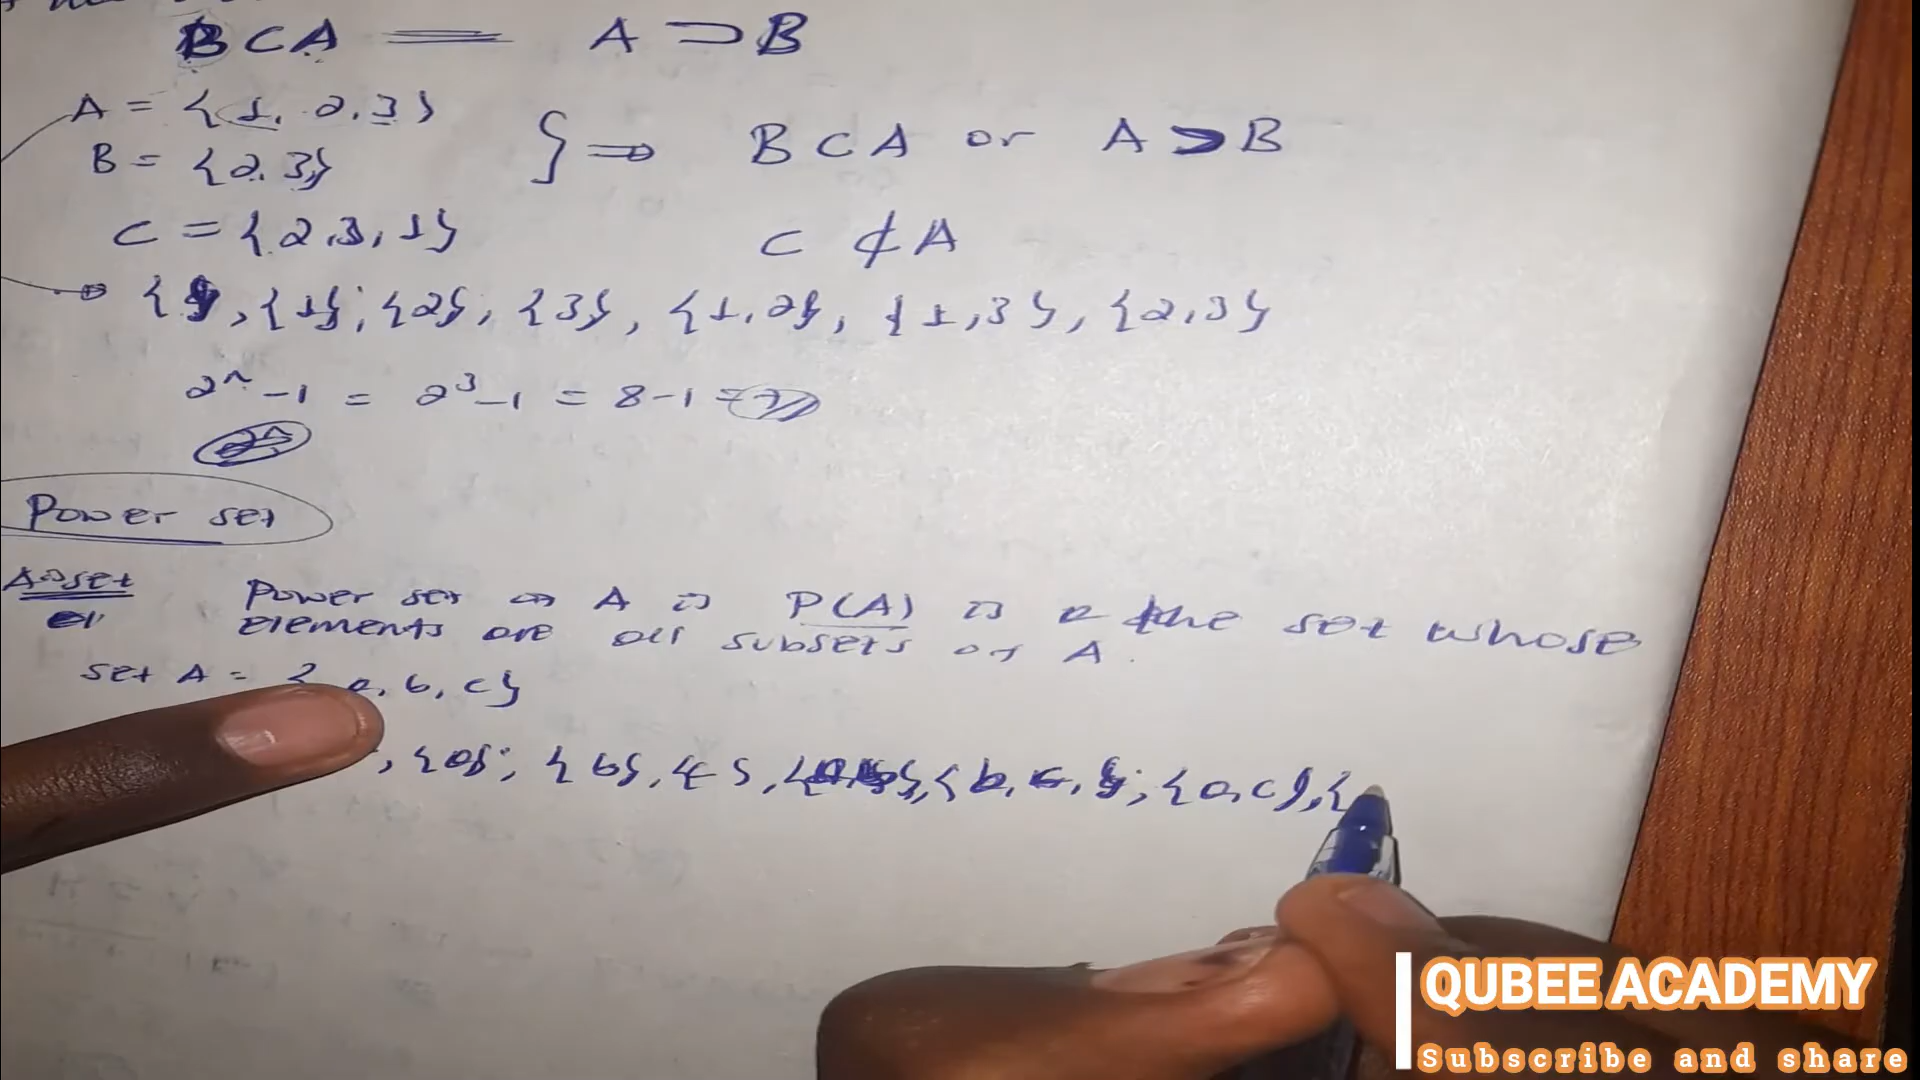 B ⊂ A = A ⊃ B
A = {1, 2, 3}
B = {2, 3}
} ⇒ B ⊂ A or A ⊃ B
C = {2, 3, 1} C ⊄ A
{ }, {1}, {2}, {3}, {1, 2}, {1, 3}, {2, 3}
2ⁿ - 1 = 2³ - 1 = 8 - 1 = 7
2ⁿ
Power set
A set
Power set of A is P(A) is the set whose
elements are all subsets of A.
set A = {a, b, c}
, {a}, {b}, { }, { }, {b, c, }, {a, c}, {
QUBEE ACADEMY
Subscribe and share